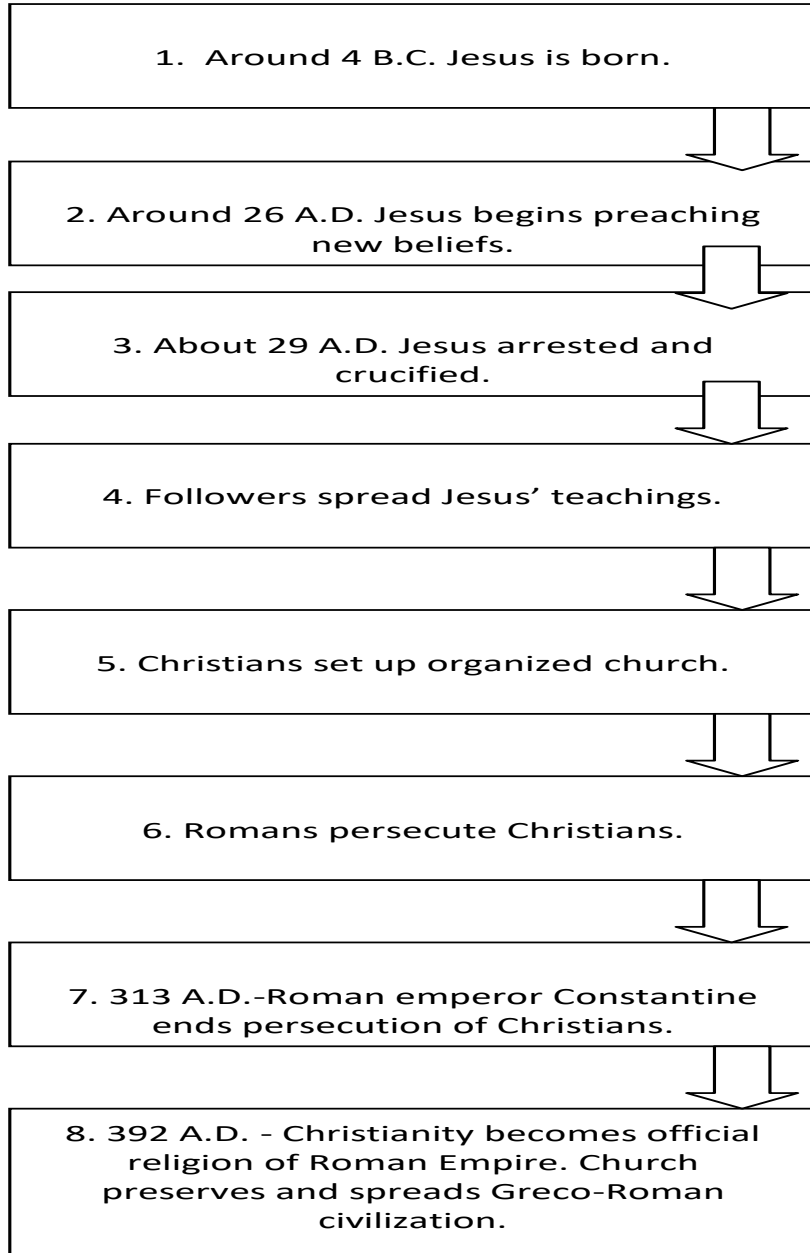 1.  Around 4 B.C. Jesus is born.
2. Around 26 A.D. Jesus begins preaching
new beliefs.
3. About 29 A.D. Jesus arrested and
crucified.
4. Followers spread Jesus’ teachings.
5. Christians set up organized church.
6. Romans persecute Christians.
7. 313 A.D.-Roman emperor Constantine
ends persecution of Christians.
8. 392 A.D. - Christianity becomes official
religion of Roman Empire. Church
preserves and spreads Greco-Roman
civilization.